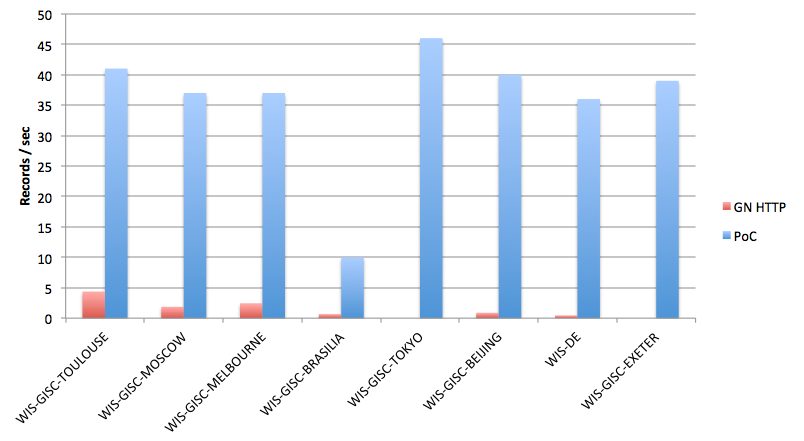 50
45
40
35
30
25
20
15
10
5
0
Records / sec
WIS-GISC-TOULOUSE
WIS-GISC-MOSCOW
WIS-GISC-MELBOURNE
WIS-GISC-BRASILIA
WIS-GISC-TOKYO
WIS-GISC-BEIJING
WIS-DE
WIS-GISC-EXETER
GN HTTP
PoC